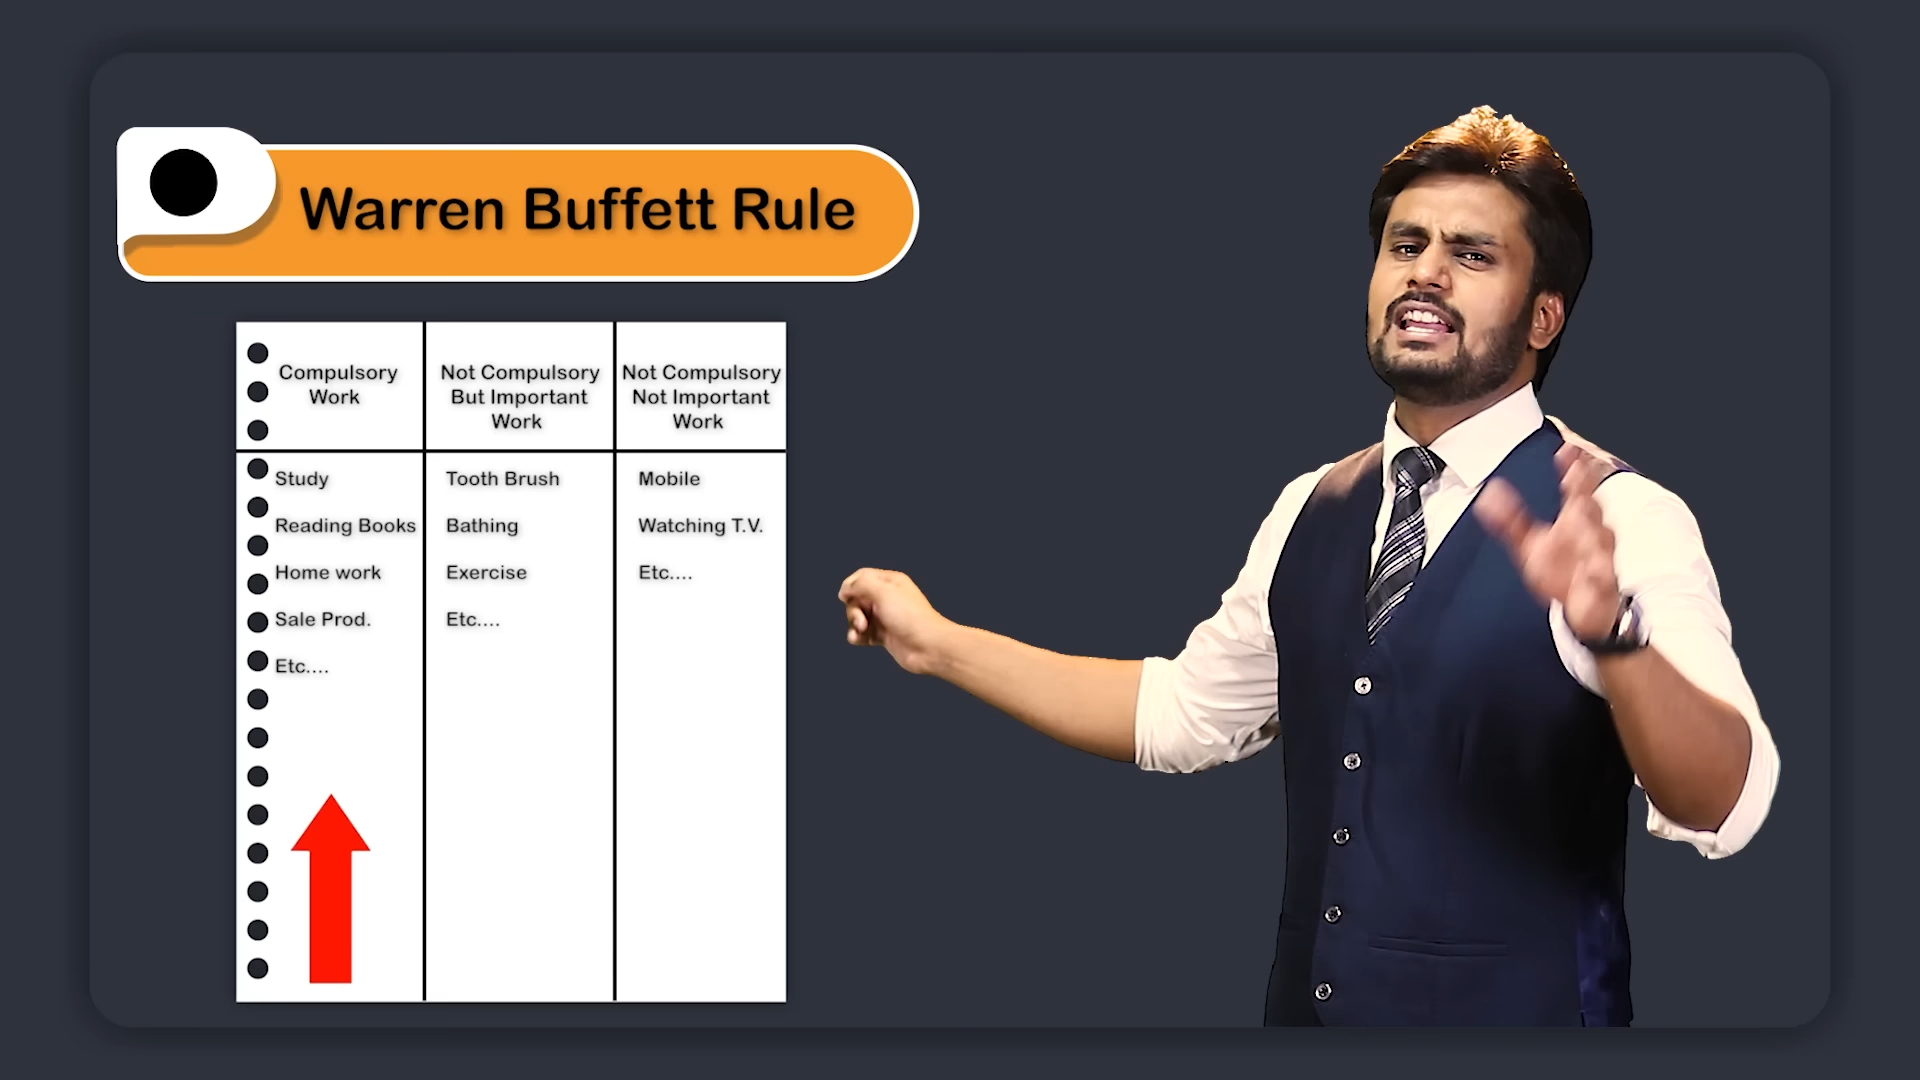 Warren Buffett Rule
Compulsory
Work
Not Compulsory
But Important
Work
Not Compulsory
Not Important
Work
Study
Reading Books
Home work
Sale Prod.
Etc....
Tooth Brush
Bathing
Exercise
Etc....
Mobile
Watching T.V.
Etc....